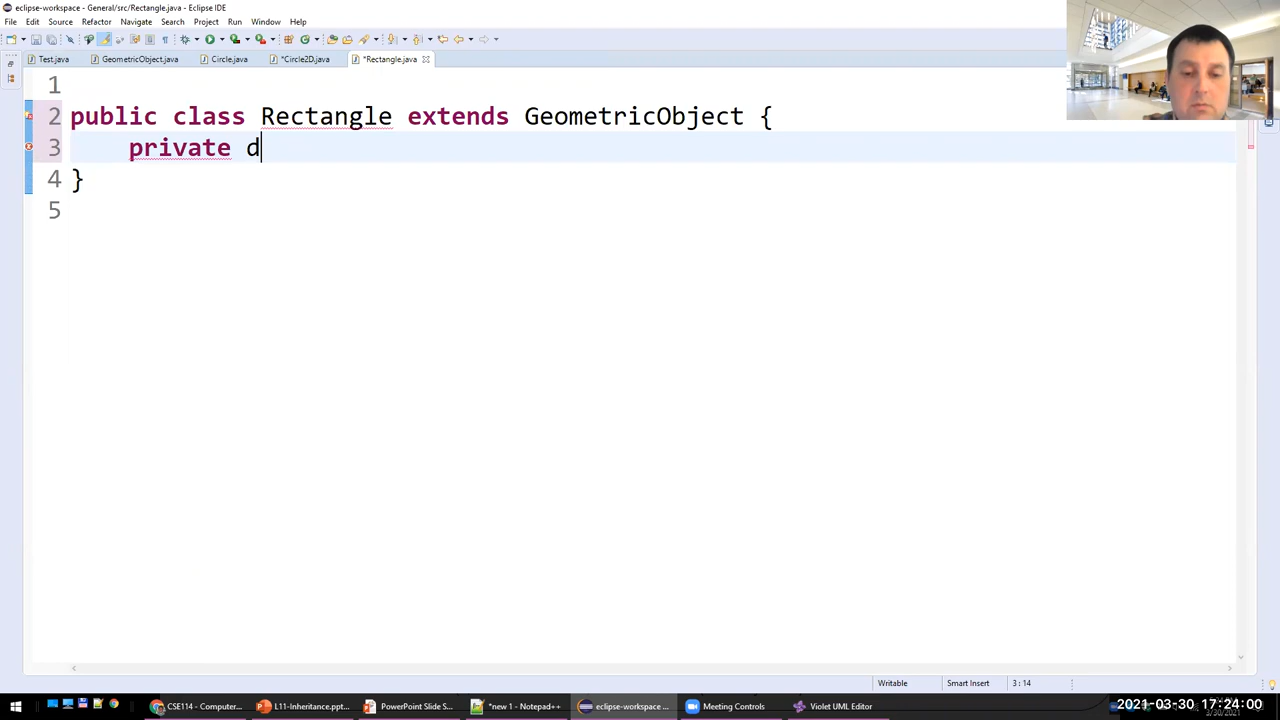 eclipse-workspace - General/src/Rectangle.java - Eclipse IDE
File Edit Source Refactor Navigate Search Project Run Window Help
Test.java GeometricObject.java Circle.java *Circle2D.java *Rectangle.java
1
2 public class Rectangle extends GeometricObject {
3 private d
4 }
5
Writable Smart Insert 3 : 14
CSE114 - Computer... L11-Inheritance.ppt... PowerPoint Slide S... *new 1 - Notepad++ eclipse-workspace ... Meeting Controls Violet UML Editor
2021-03-30 17:24:00
3/30/2021